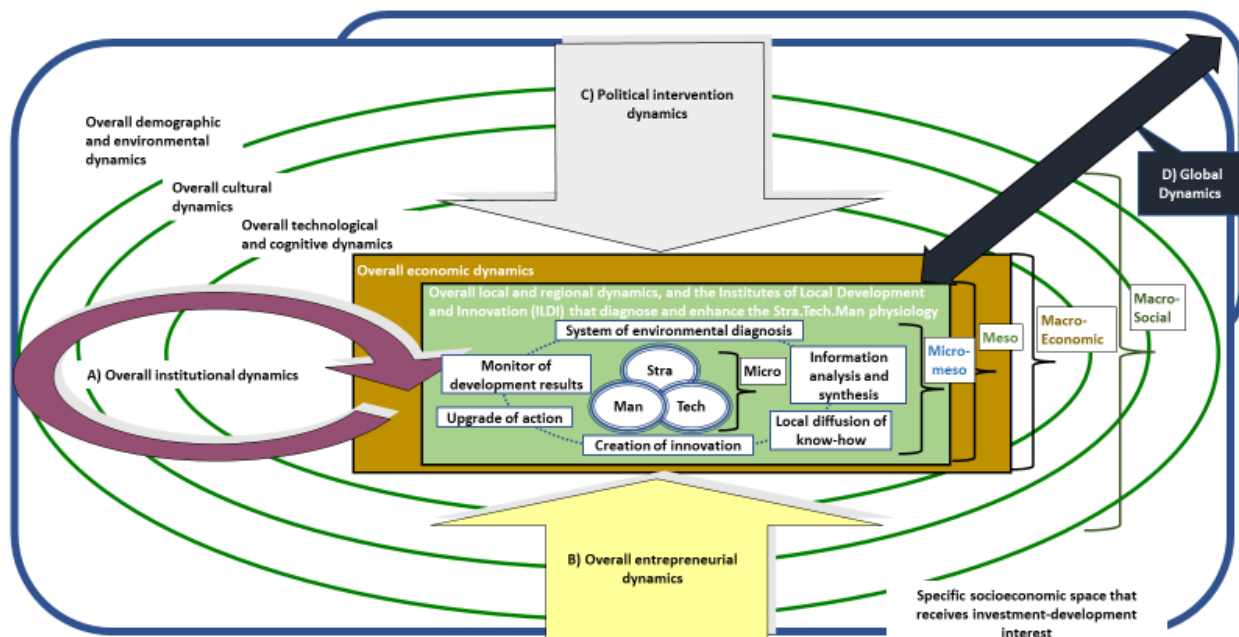 C) Political intervention
dynamics
Overall demographic
and environmental
dynamics
D) Global
Dynamics
Overall cultural
dynamics
Overall technological
and cognitive dynamics
Overall economic dynamics
Overall local and regional dynamics, and the Institutes of Local Development
and Innovation (ILDI) that diagnose and enhance the Stra.Tech.Man physiology
System of environmental diagnosis
Monitor of
development results
Stra
Man
Tech
Micro
Information
analysis and
synthesis
Upgrade of action
Local diffusion of
know-how
Creation of innovation
Micro-
meso
Meso
Macro-
Economic
Macro-
Social
A) Overall institutional dynamics
B) Overall entrepreneurial
dynamics
Specific socioeconomic space that
receives investment-development
interest